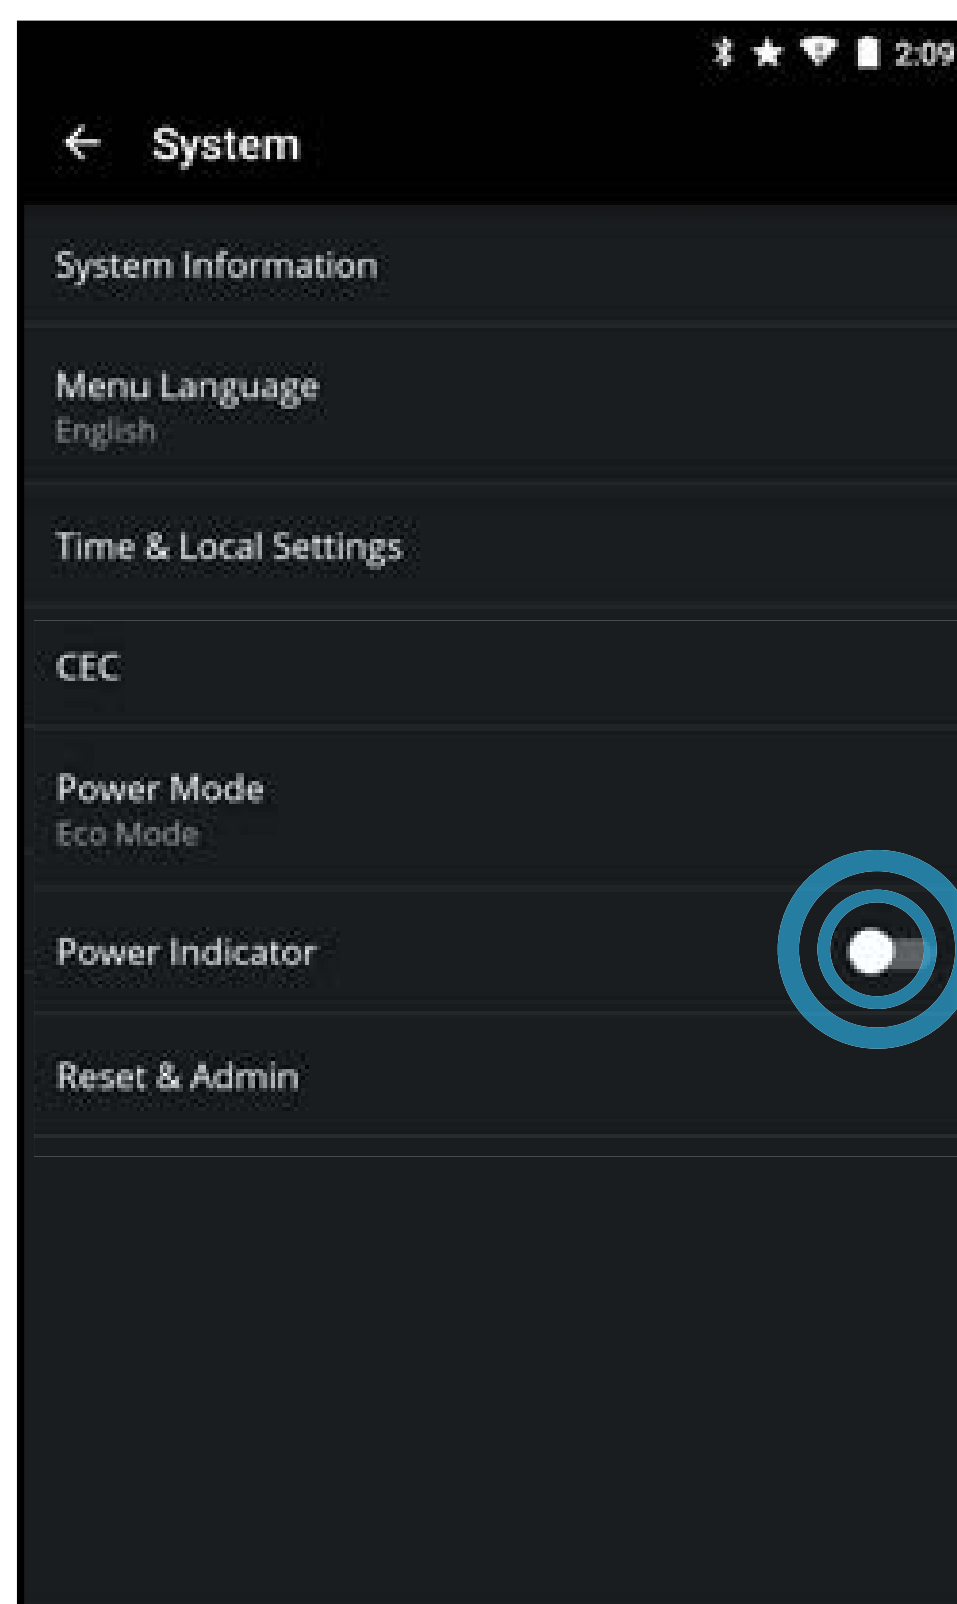 2:09
System
System Information
Menu Language
English
Time & Local Settings
CEC
Power Mode
Eco Mode
Power Indicator
Reset & Admin